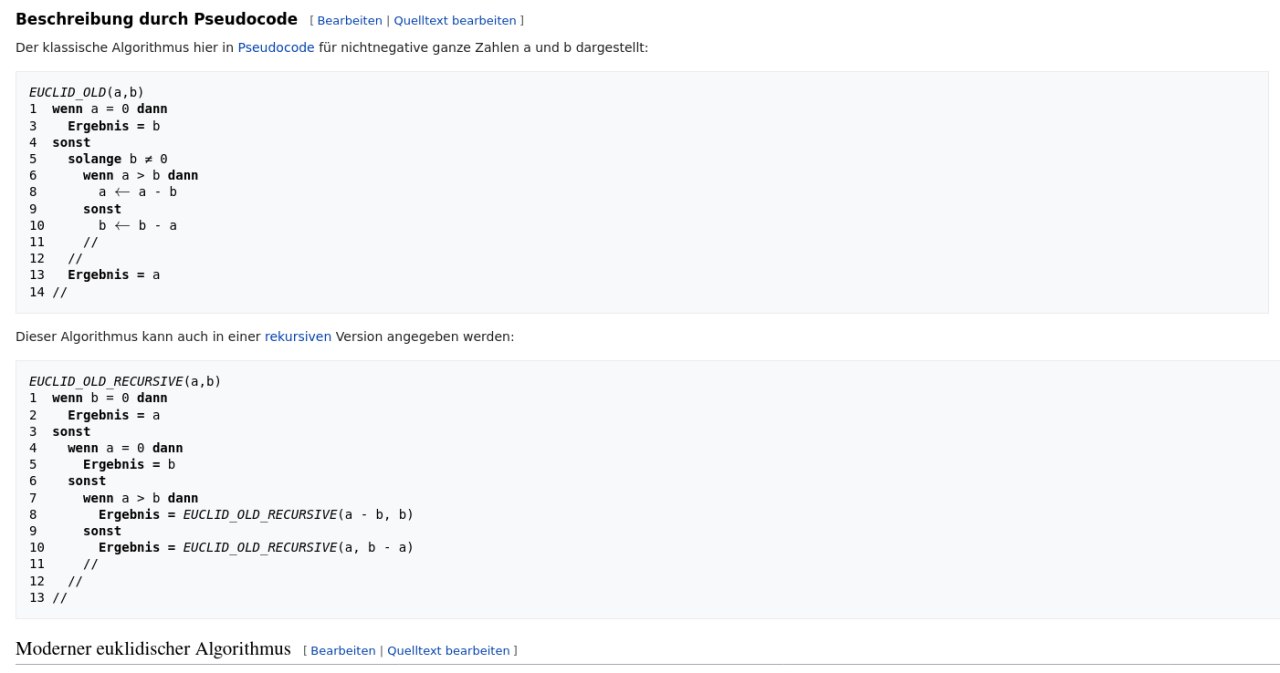 Beschreibung durch Pseudocode [ Bearbeiten | Quelltext bearbeiten ]
Der klassische Algorithmus hier in Pseudocode für nichtnegative ganze Zahlen a und b dargestellt:
EUCLID_OLD(a,b)
1  wenn a = 0 dann
3    Ergebnis = b
4  sonst
5    solange b ≠ 0
6      wenn a > b dann
8        a ← a - b
9      sonst
10       b ← b - a
11     //
12   //
13   Ergebnis = a
14 //
Dieser Algorithmus kann auch in einer rekursiven Version angegeben werden:
EUCLID_OLD_RECURSIVE(a,b)
1  wenn b = 0 dann
2    Ergebnis = a
3  sonst
4    wenn a = 0 dann
5      Ergebnis = b
6    sonst
7      wenn a > b dann
8        Ergebnis = EUCLID_OLD_RECURSIVE(a - b, b)
9      sonst
10       Ergebnis = EUCLID_OLD_RECURSIVE(a, b - a)
11     //
12   //
13 //
Moderner euklidischer Algorithmus [ Bearbeiten | Quelltext bearbeiten ]